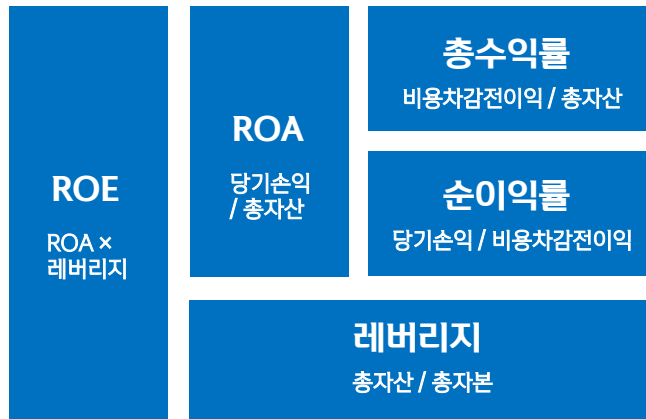 ROE
ROA ×
레버리지
ROA
당기손익
/ 총자산
총수익률
비용차감전이익 / 총자산
순이익률
당기손익 / 비용차감전이익
레버리지
총자산 / 총자본